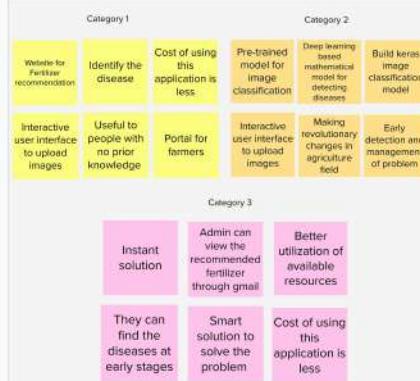 Category 1
Category 2
Website for
Fertilizer
recommendation
Identify the
disease
Cost of using
this
application is
less
Pre-trained
model for
image
classification
Deep learning
based
mathematical
model for
detecting
diseases
Build keras
image
classification
model
Interactive
user interface
to upload
images
Useful to
people with
no prior
knowledge
Portal for
farmers
Interactive
user interface
to upload
images
Making
revolutionary
changes in
agriculture
field
Early
detection and
management
of problem
Category 3
Instant
solution
Admin can
view the
recommended
fertilizer
through gmail
Better
utilization of
available
resources
They can
find the
diseases at
early stages
Smart
solution to
solve the
problem
Cost of using
this
application is
less